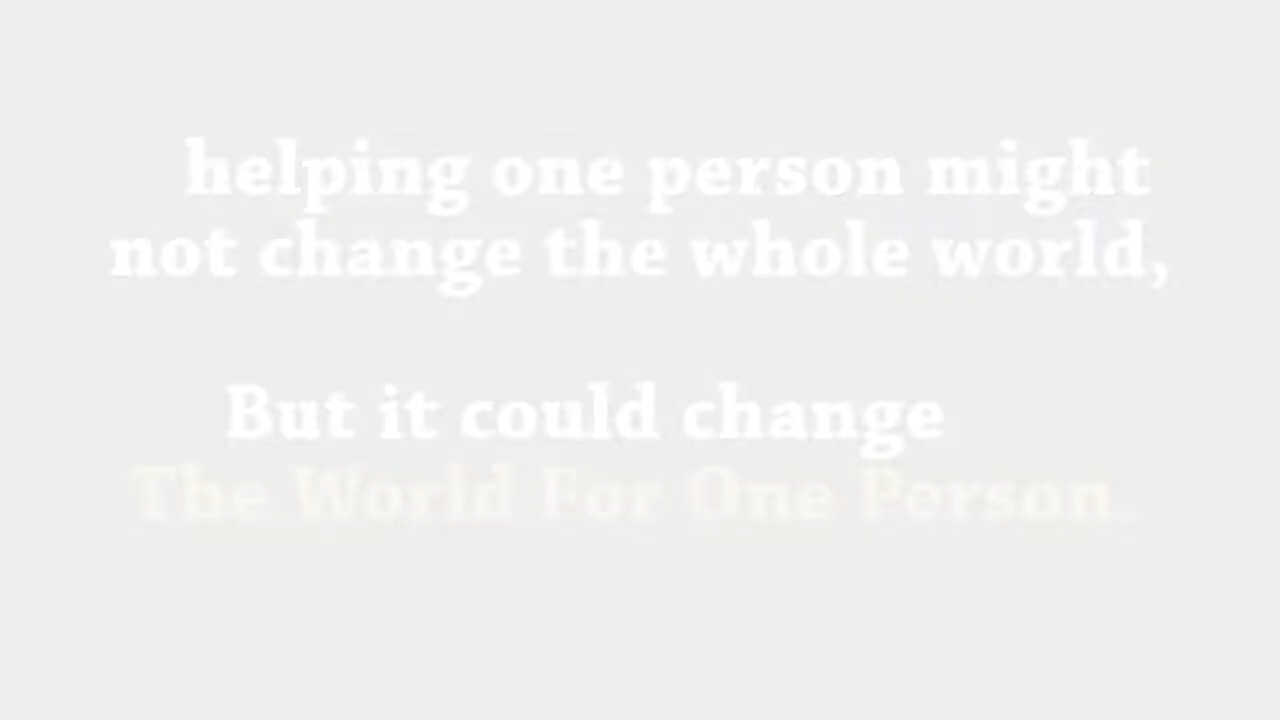 helping one person might
not change the whole world,
But it could change
The World For One Person.